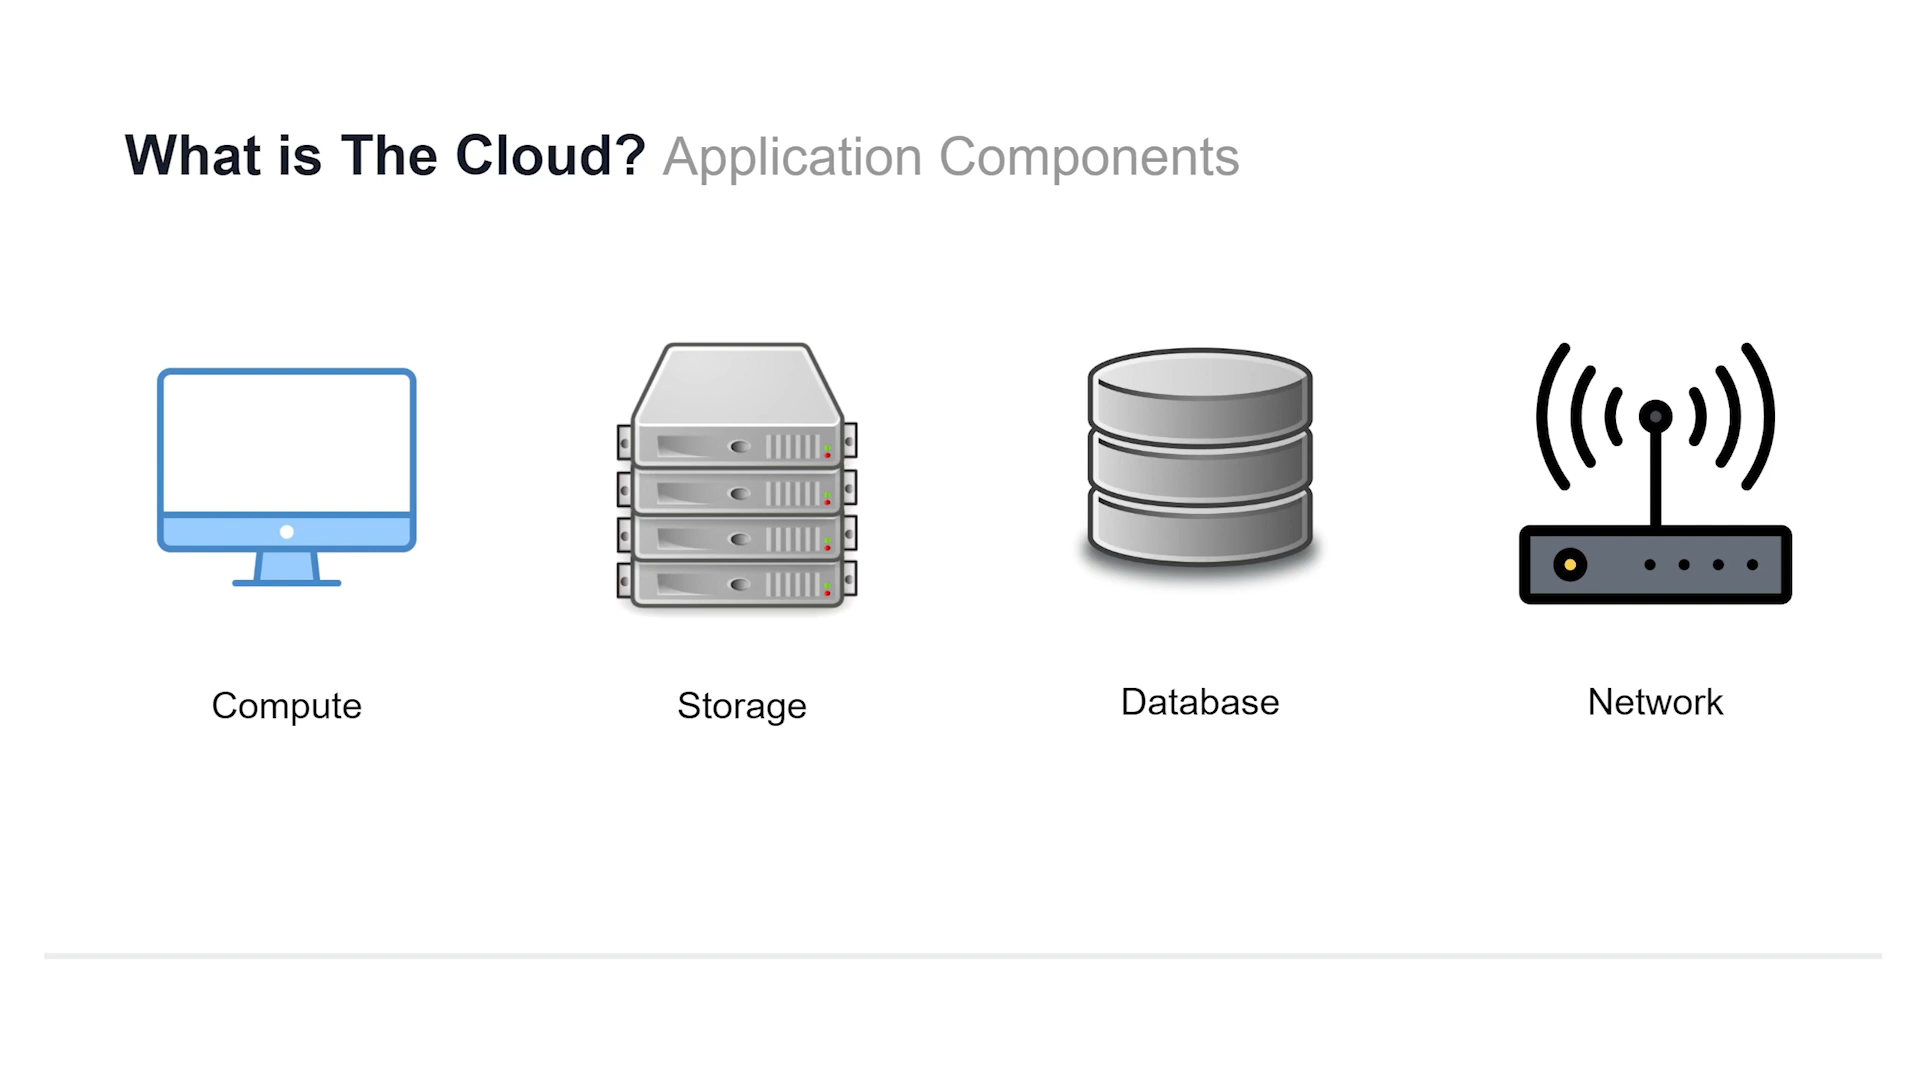 What is The Cloud? Application Components
Compute
Storage
Database
Network